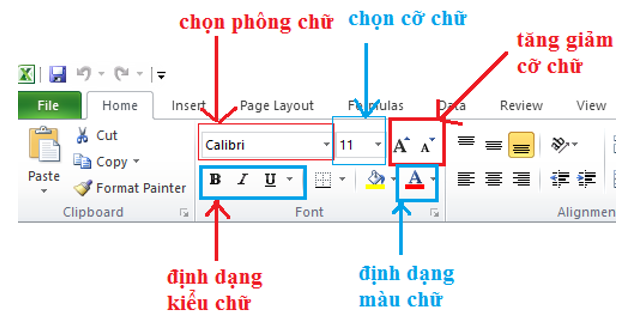 chọn phông chữ
chọn cỡ chữ
tăng giảm
cỡ chữ
File Home Insert Page Layout Formulas Data Review View
Cut
Calibri 11 A A
Copy
Paste
Format Painter
B I U A
Clipboard Font Alignmen
định dạng
kiểu chữ
định dạng
màu chữ